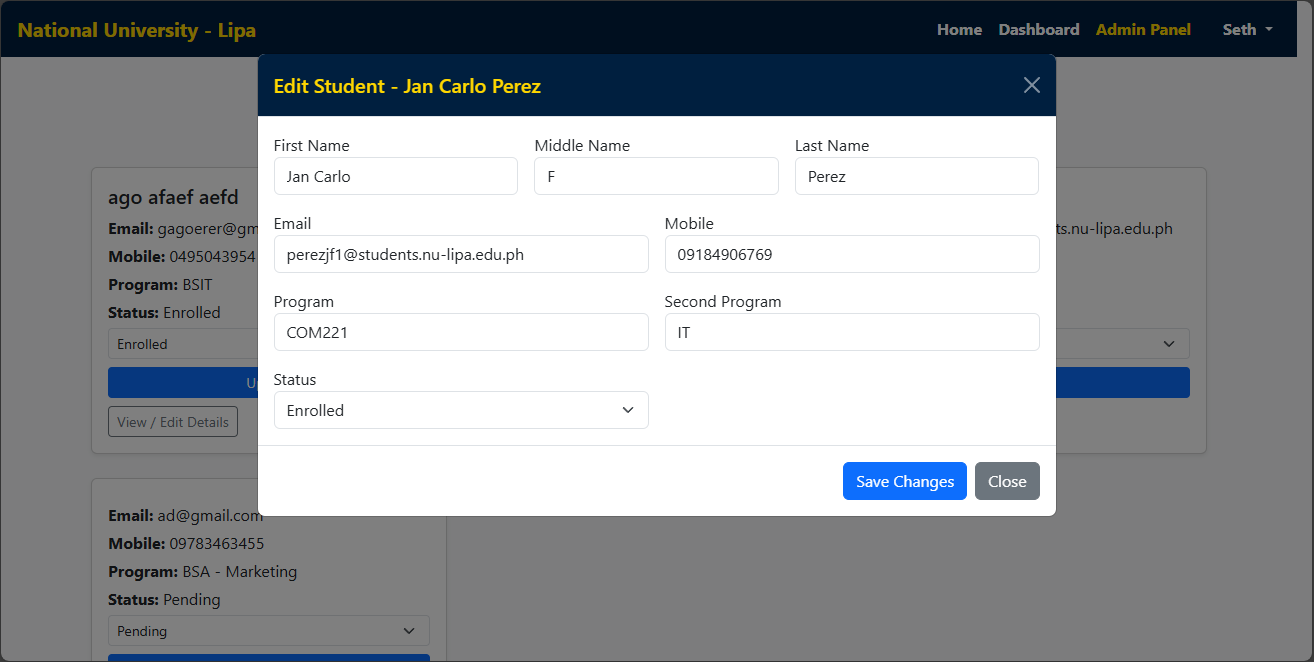 National University - Lipa
Home Dashboard Admin Panel Seth
Edit Student - Jan Carlo Perez
First Name Middle Name Last Name
Jan Carlo F Perez
Email Mobile
perezjf1@students.nu-lipa.edu.ph 09184906769
Program Second Program
COM221 IT
Status
Enrolled
Save Changes Close
ago afaef aefd
Email: gagoerer@gm
Mobile: 0495043954
Program: BSIT
Status: Enrolled
Enrolled
View / Edit Details
ts.nu-lipa.edu.ph
Email: ad@gmail.com
Mobile: 09783463455
Program: BSA - Marketing
Status: Pending
Pending